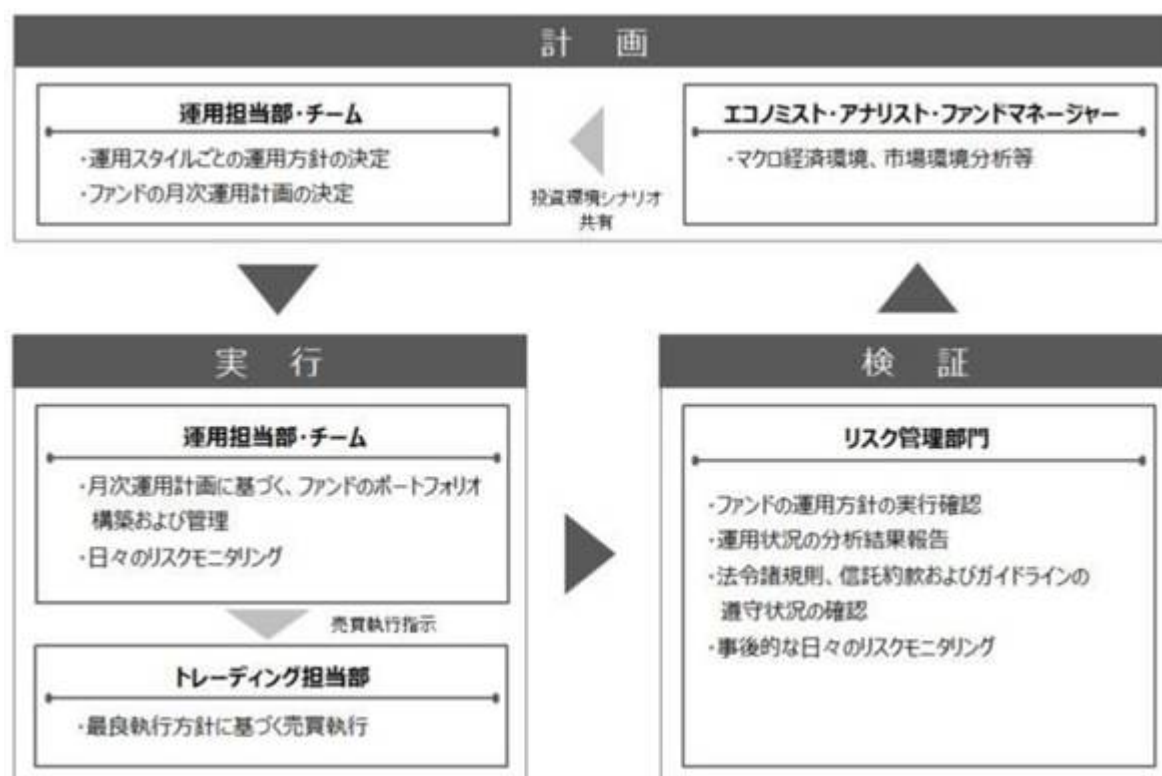 計 画
運用担当部・チーム
・運用スタイルごとの運用方針の決定
・ファンドの月次運用計画の決定
投資環境シナリオ
共有
エコノミスト・アナリスト・ファンドマネージャー
・マクロ経済環境、市場環境分析等
実 行
運用担当部・チーム
・月次運用計画に基づく、ファンドのポートフォリオ
構築および管理
・日々のリスクモニタリング
売買執行指示
トレーディング担当部
・最良執行方針に基づく売買執行
検 証
リスク管理部門
・ファンドの運用方針の実行確認
・運用状況の分析結果報告
・法令諸規則、信託約款およびガイドラインの
遵守状況の確認
・事後的な日々のリスクモニタリング